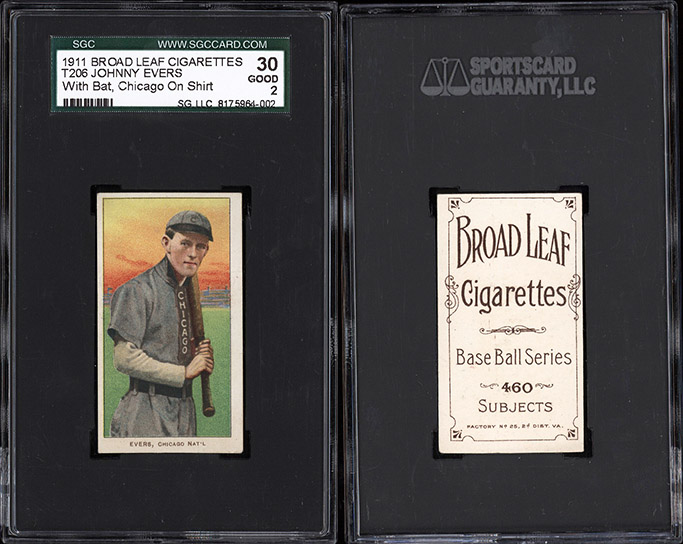 SGC WWW.SGCCARD.COM
1911 BROAD LEAF CIGARETTES 30
T206 JOHNNY EVERS GOOD
With Bat, Chicago On Shirt 2
SG LLC 8175964-002
C
CHICAGO
EVERS, CHICAGO NAT'L
SPORTSCARD
GUARANTY, LLC
BROAD LEAF
Cigarettes
Base Ball Series
460
SUBJECTS
FACTORY Nº 25, 2d DIST. VA.